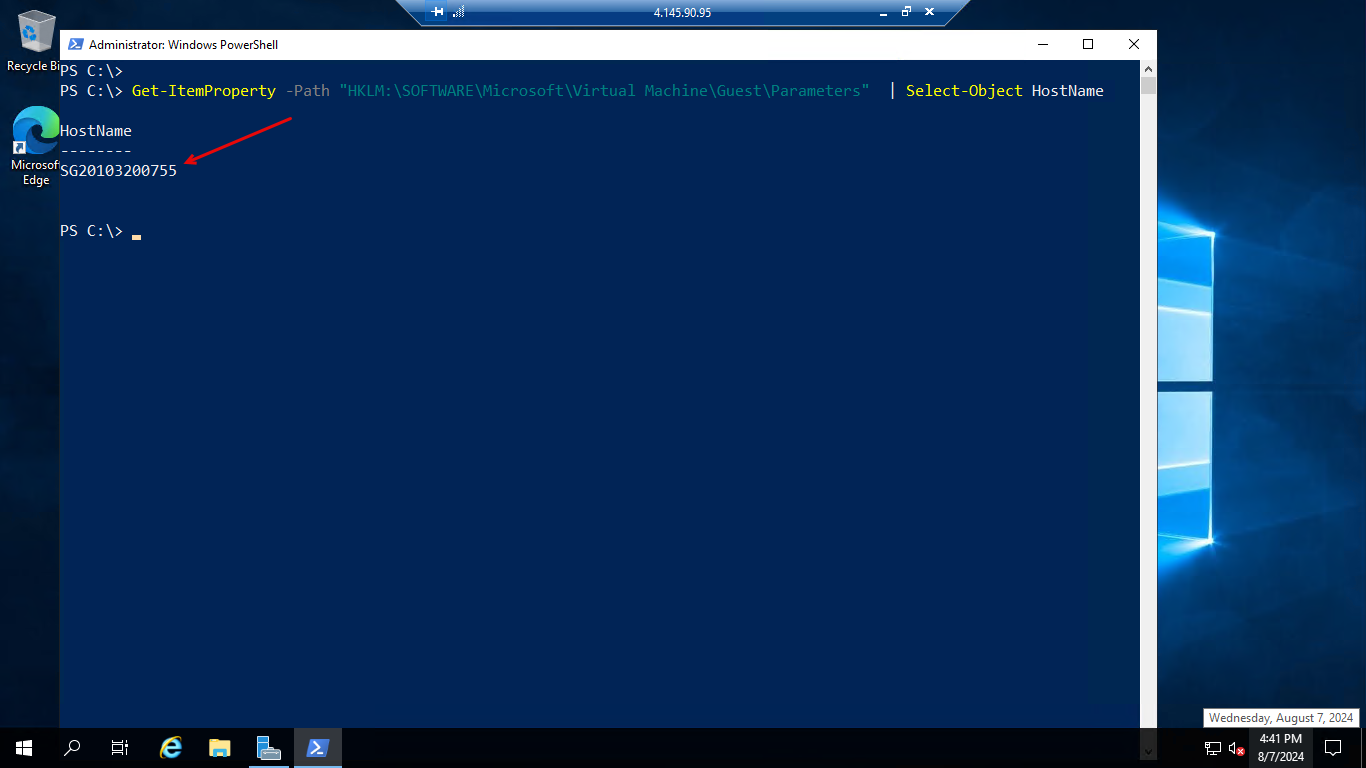 4.145.90.95
Recycle Bi
Administrator: Windows PowerShell
PS C:\>
PS C:\> Get-ItemProperty -Path "HKLM:\SOFTWARE\Microsoft\Virtual Machine\Guest\Parameters"  | Select-Object HostName
HostName
--------
SG20103200755
Microsof
Edge
PS C:\>
Wednesday, August 7, 2024
4:41 PM
8/7/2024